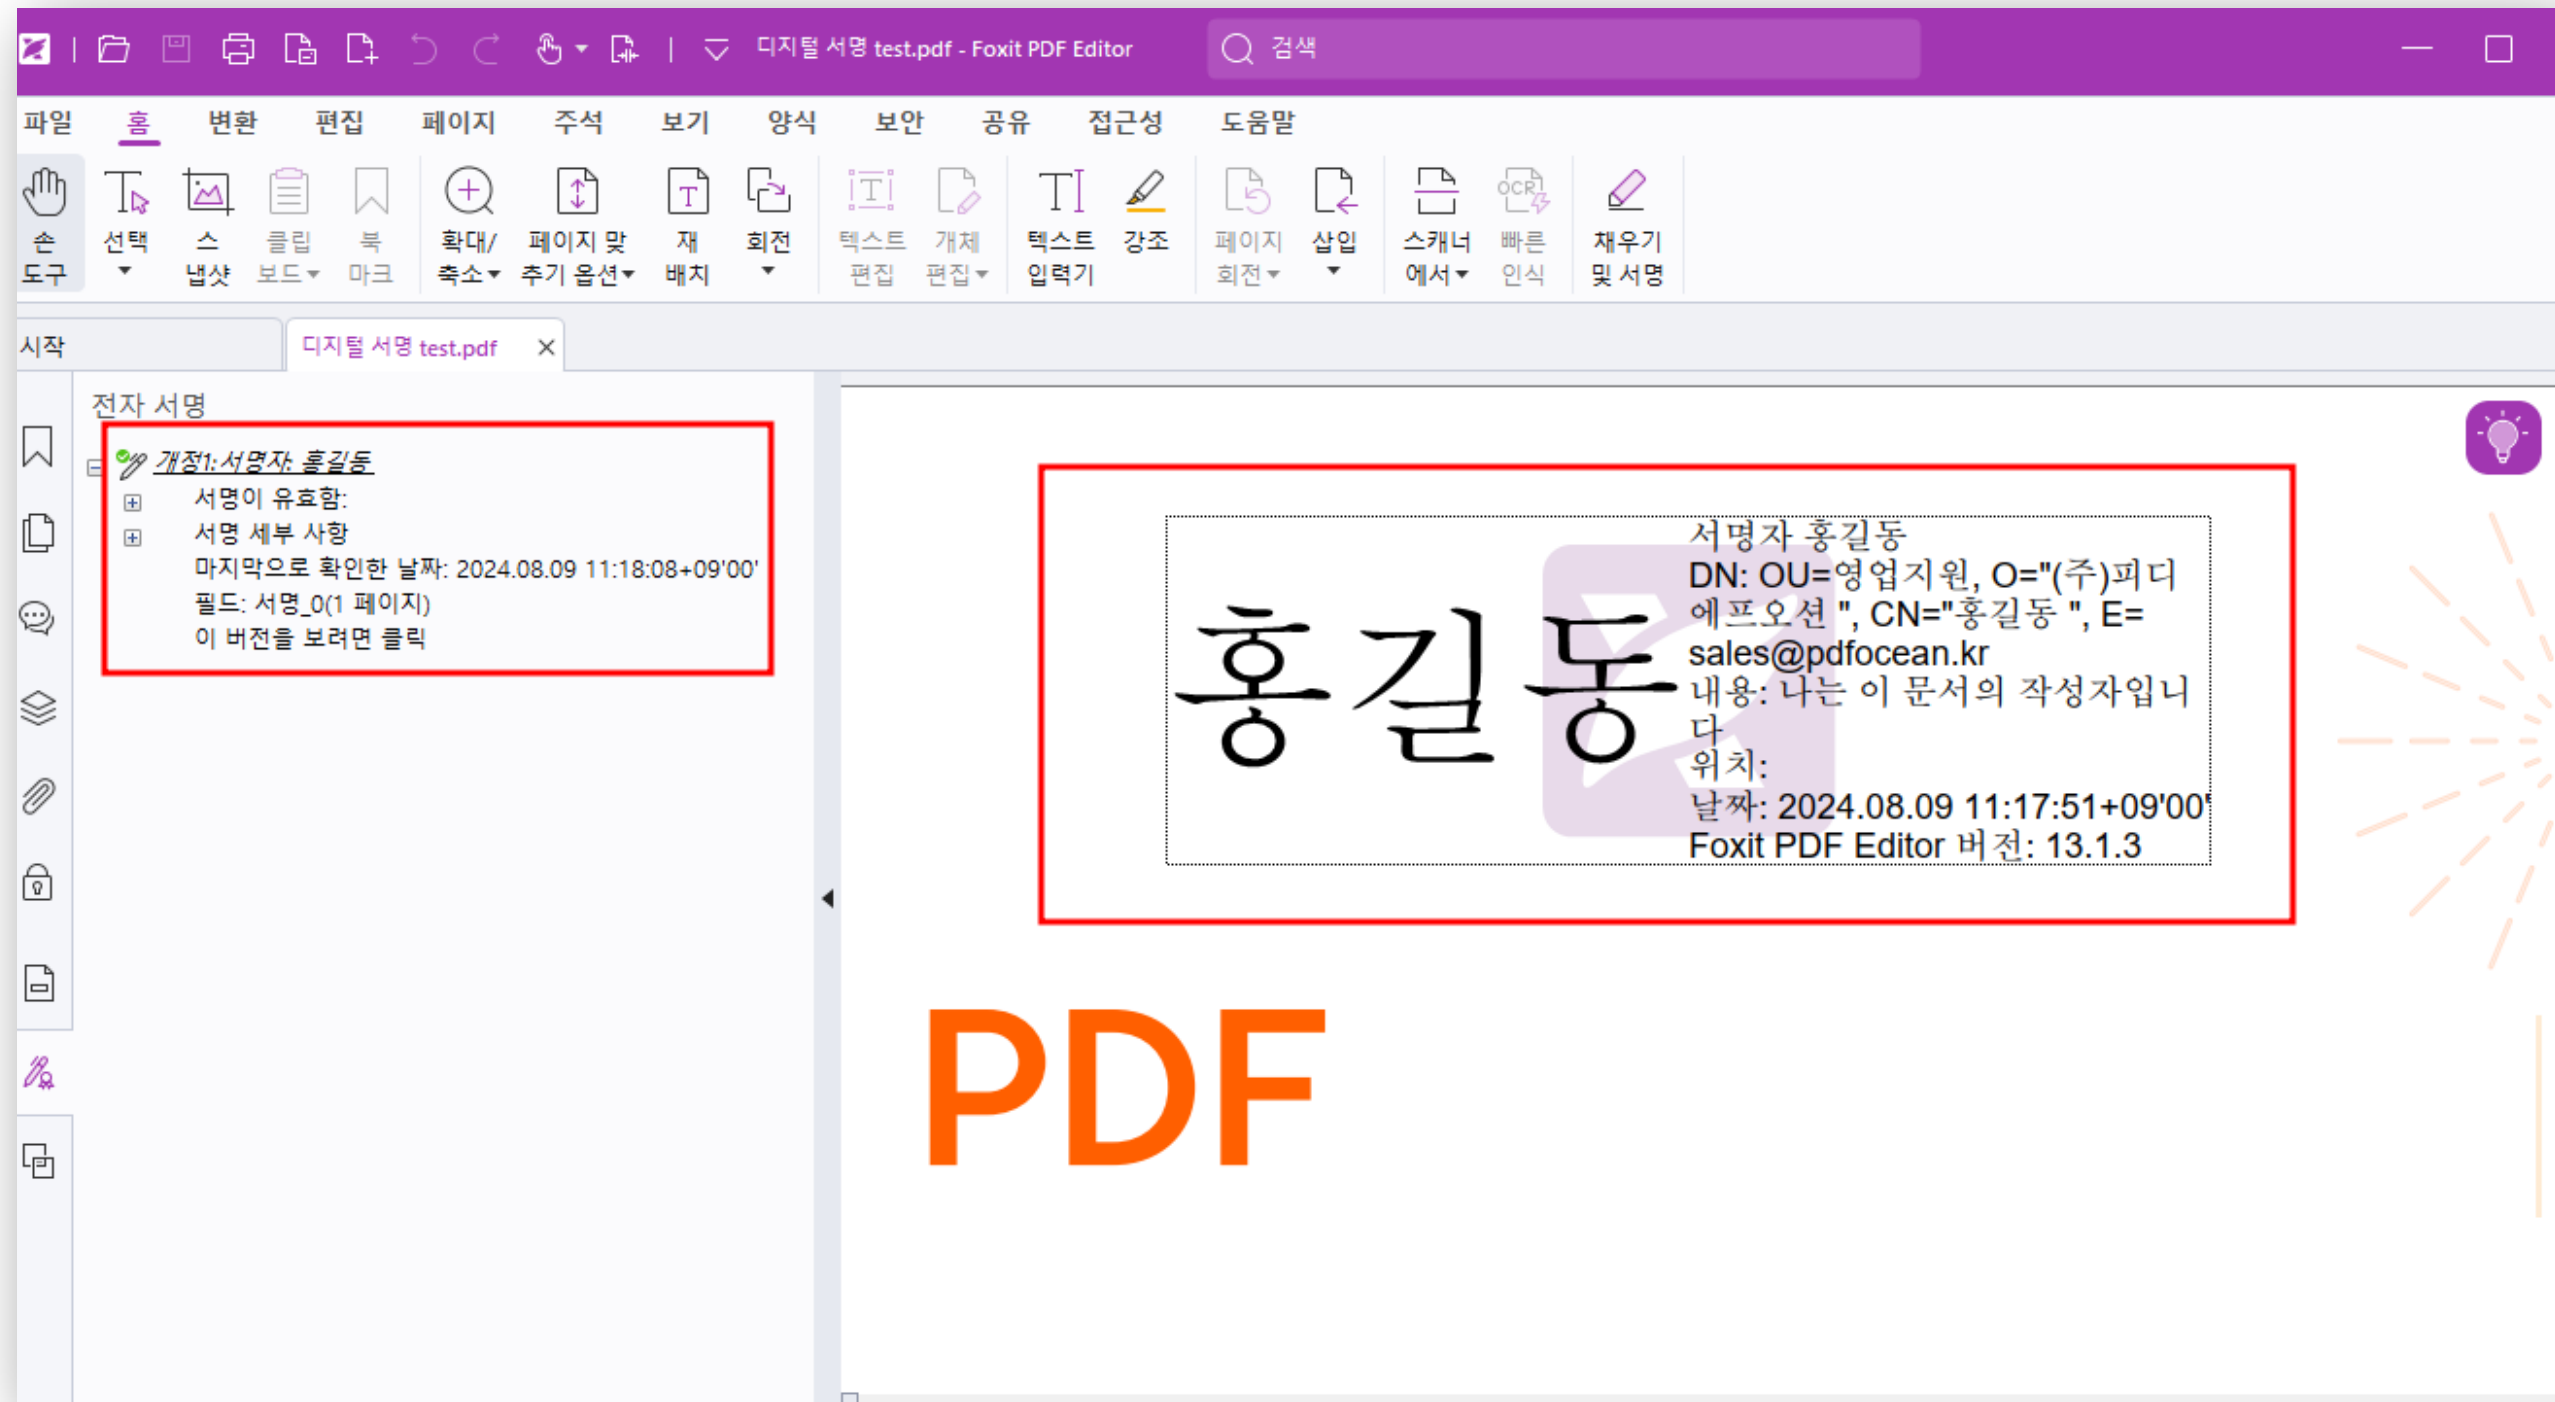 디지털 서명 test.pdf - Foxit PDF Editor
검색
파일 홈 변환 편집 페이지 주석 보기 양식 보안 공유 접근성 도움말
손 도구
선택
스 냅샷
클립 보드
북 마크
확대/ 축소
페이지 맞 추기 옵션
재 배치
회전
텍스트 편집
개체 편집
텍스트 입력기
강조
페이지 회전
삽입
스캐너 에서
OCR
빠른 인식
채우기 및 서명
시작
디지털 서명 test.pdf
전자 서명
개정1:서명자: 홍길동
서명이 유효함:
서명 세부 사항
마지막으로 확인한 날짜: 2024.08.09 11:18:08+09'00'
필드: 서명_0(1 페이지)
이 버전을 보려면 클릭
홍길동
서명자 홍길동
DN: OU=영업지원, O="(주)피디
에프오션 ", CN="홍길동 ", E=
sales@pdfocean.kr
내용: 나는 이 문서의 작성자입니
다
위치:
날짜: 2024.08.09 11:17:51+09'00'
Foxit PDF Editor 버전: 13.1.3
PDF